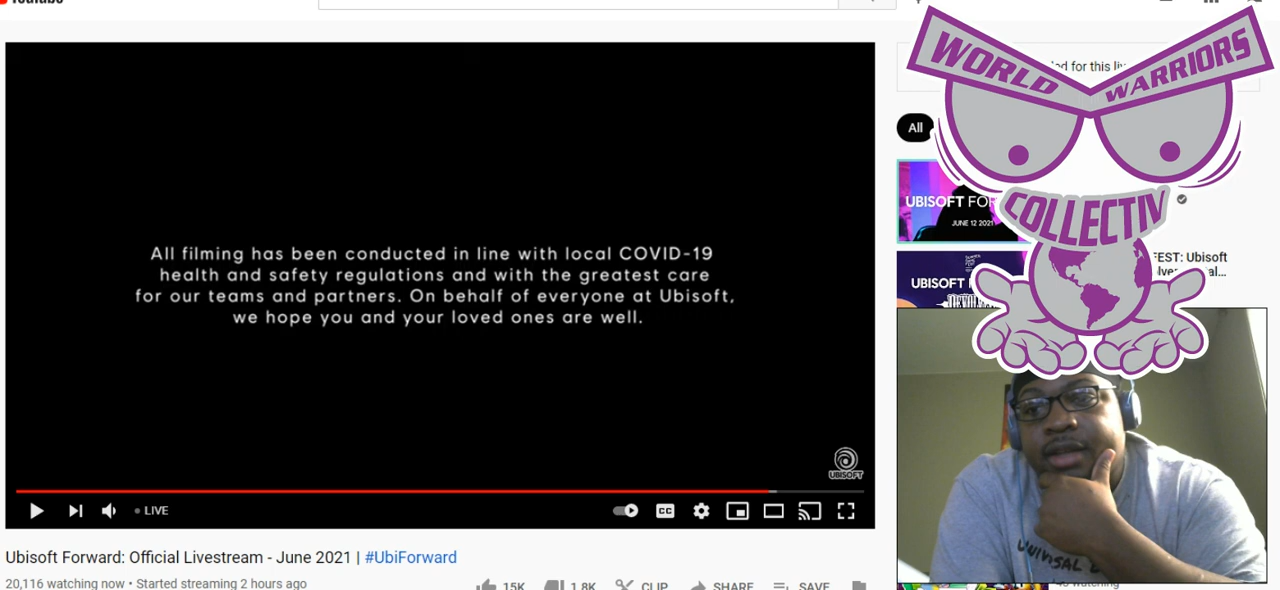 WORLD WARRIORS
COLLECTIV
All
UBISOFT FOR
JUNE 12 2021
FEST: Ubisoft
UBISOFT
All filming has been conducted in line with local COVID-19
health and safety regulations and with the greatest care
for our teams and partners. On behalf of everyone at Ubisoft,
we hope you and your loved ones are well.
UBISOFT
LIVE
CC
Ubisoft Forward: Official Livestream - June 2021 | #UbiForward
20,116 watching now • Started streaming 2 hours ago
15K
1.8K
CLIP
SHARE
SAVE
watching